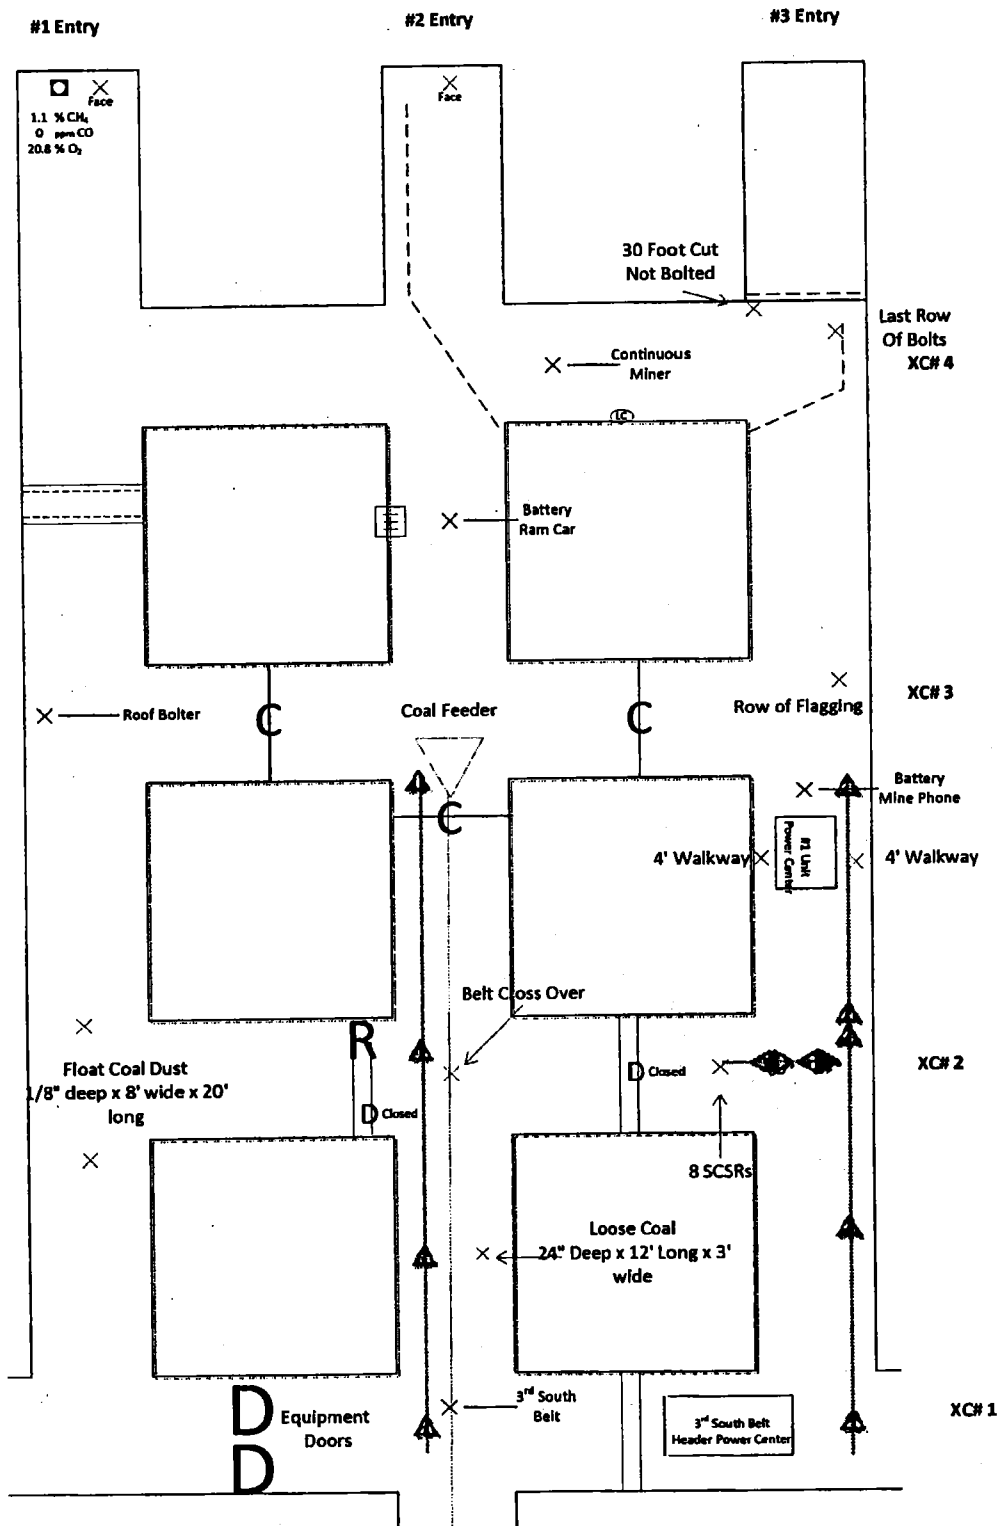 #1 Entry
#2 Entry
#3 Entry
Face
1.1 % CH₄
0 ppm CO
20.8 % O₂
Face
30 Foot Cut
Not Bolted
Last Row
Of Bolts
XC# 4
Continuous
Miner
LC
Battery
Ram Car
Roof Bolter
C
Coal Feeder
C
Row of Flagging
XC# 3
C
Battery
Mine Phone
4' Walkway
#1 Unit
Power Center
4' Walkway
Belt Cross Over
R
Float Coal Dust
1/8" deep x 8' wide x 20'
long
D Closed
D Closed
XC# 2
8 SCSRs
Loose Coal
24" Deep x 12' Long x 3'
wide
D
D
Equipment
Doors
3rd South
Belt
3rd South Belt
Header Power Center
XC# 1